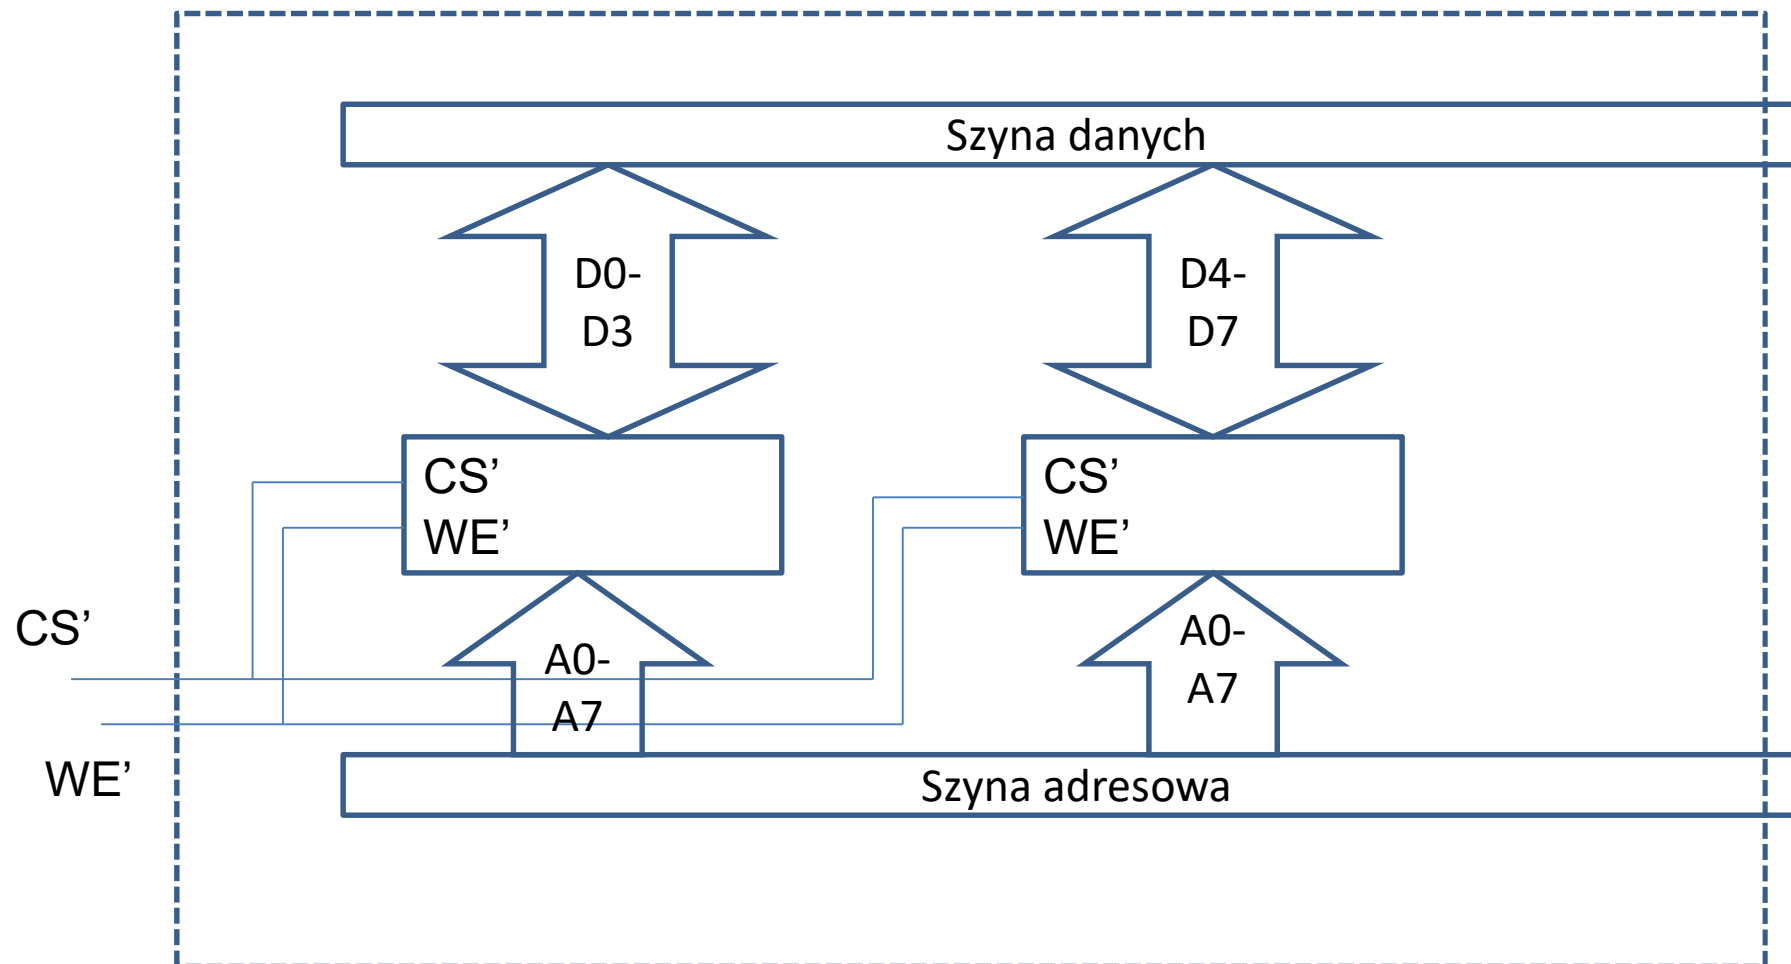 Szyna danych
D0-
D3
D4-
D7
CS’
WE’
CS’
WE’
CS’
WE’
A0-
A7
A0-
A7
Szyna adresowa